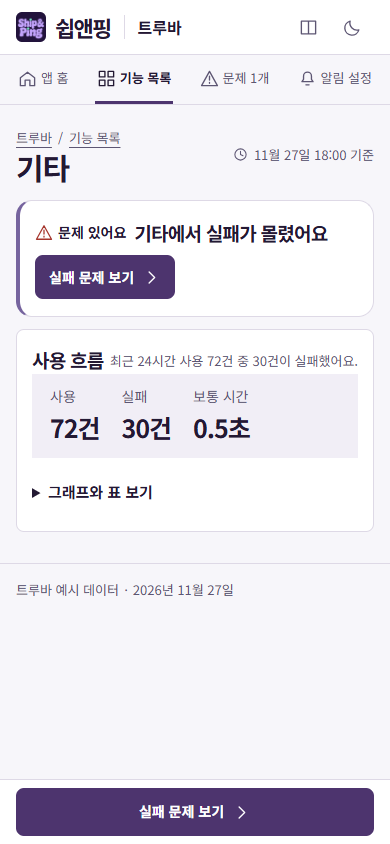 Ship& Ping 쉽앤핑 트루바
앱 홈 기능 목록 문제 1개 알림 설정
트루바 / 기능 목록
기타
11월 27일 18:00 기준
문제 있어요 기타에서 실패가 몰렸어요
실패 문제 보기
사용 흐름 최근 24시간 사용 72건 중 30건이 실패했어요.
사용 실패 보통 시간
72건 30건 0.5초
그래프와 표 보기
트루바 예시 데이터 · 2026년 11월 27일
실패 문제 보기